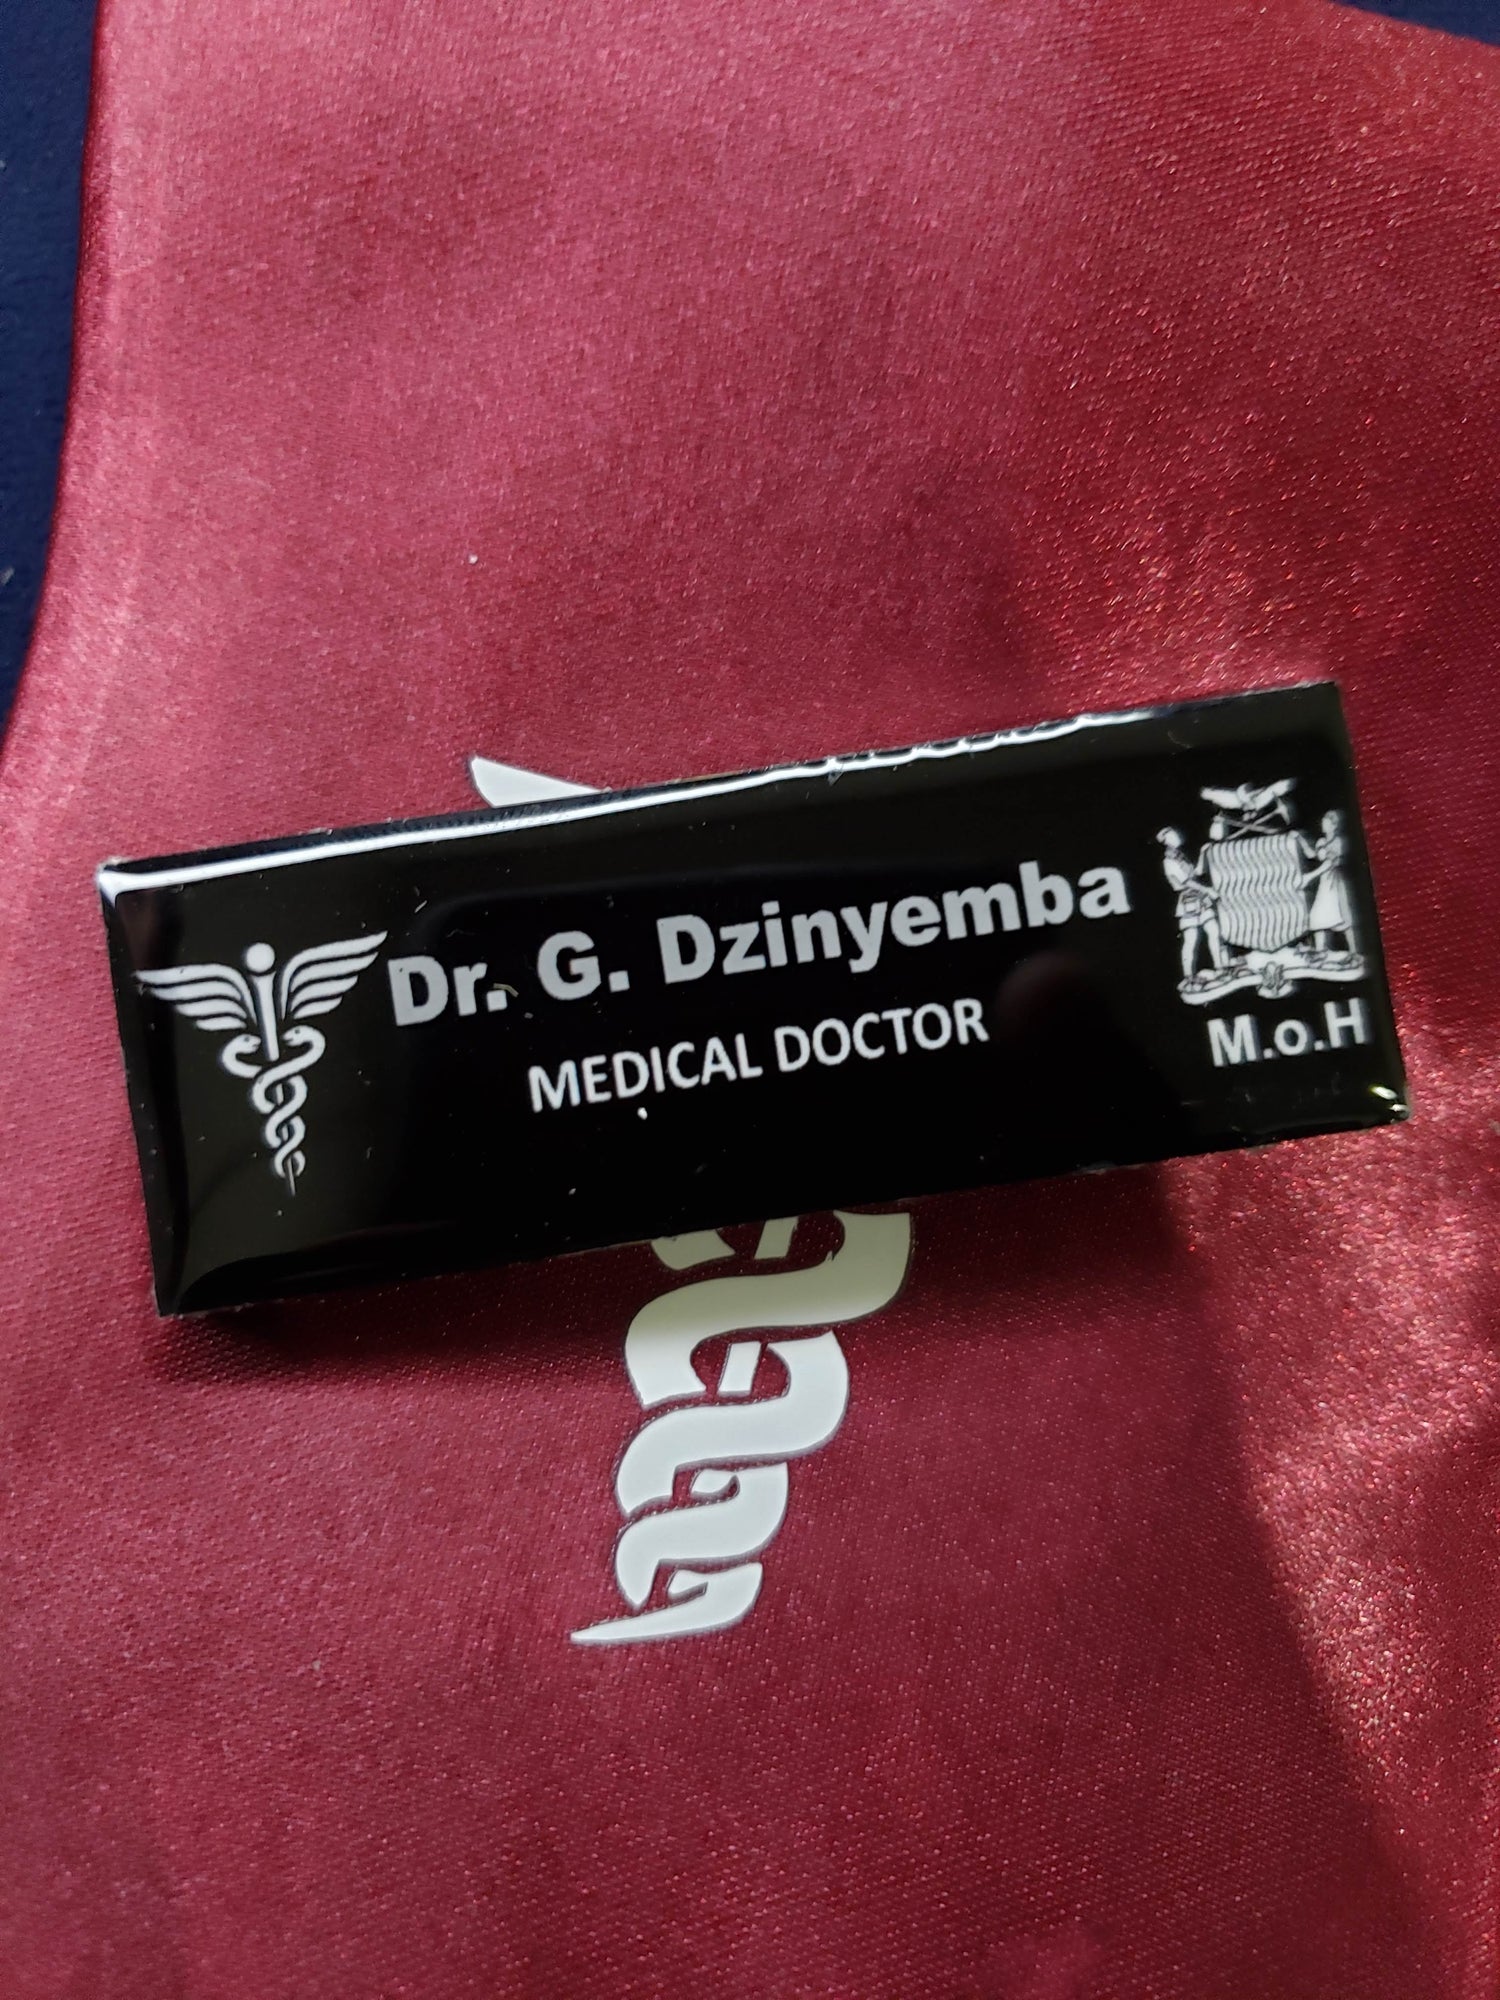 Dr. G. Dzinyemba
MEDICAL DOCTOR
M.o.H